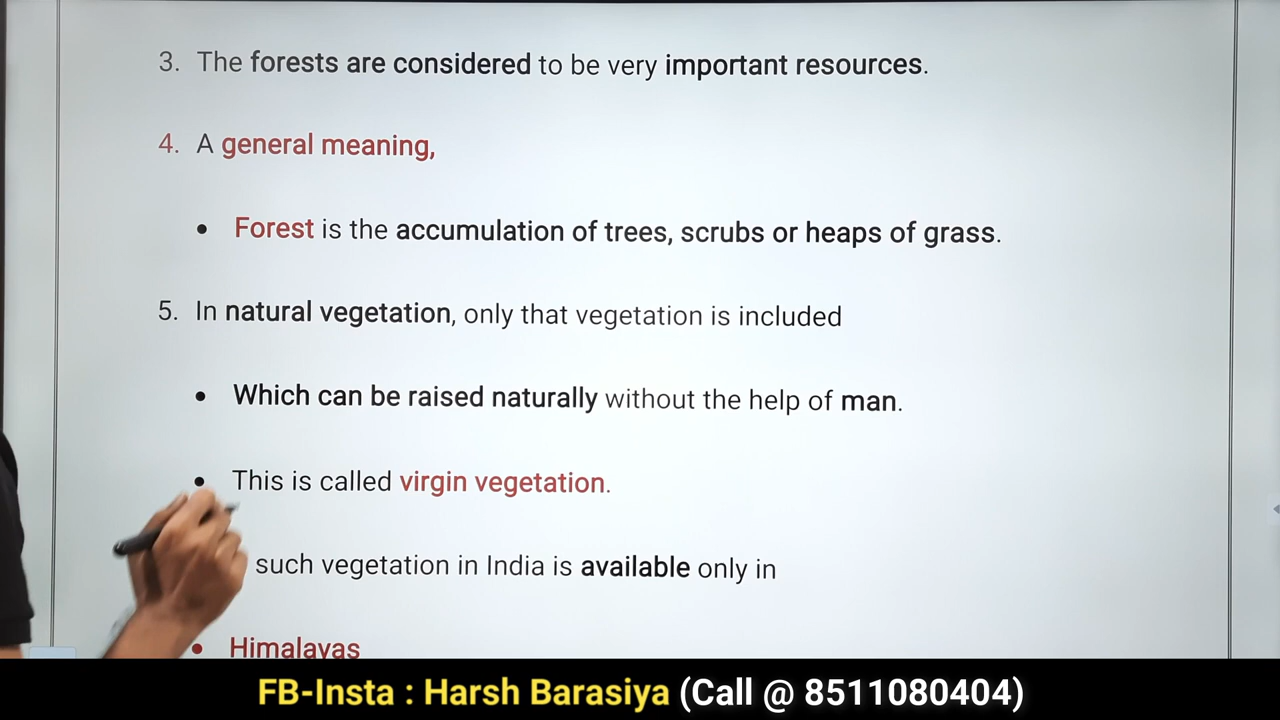 3. The forests are considered to be very important resources.
4. A general meaning,
• Forest is the accumulation of trees, scrubs or heaps of grass.
5. In natural vegetation, only that vegetation is included
• Which can be raised naturally without the help of man.
• This is called virgin vegetation.
such vegetation in India is available only in
• Himalayas
FB-Insta : Harsh Barasiya (Call @ 8511080404)